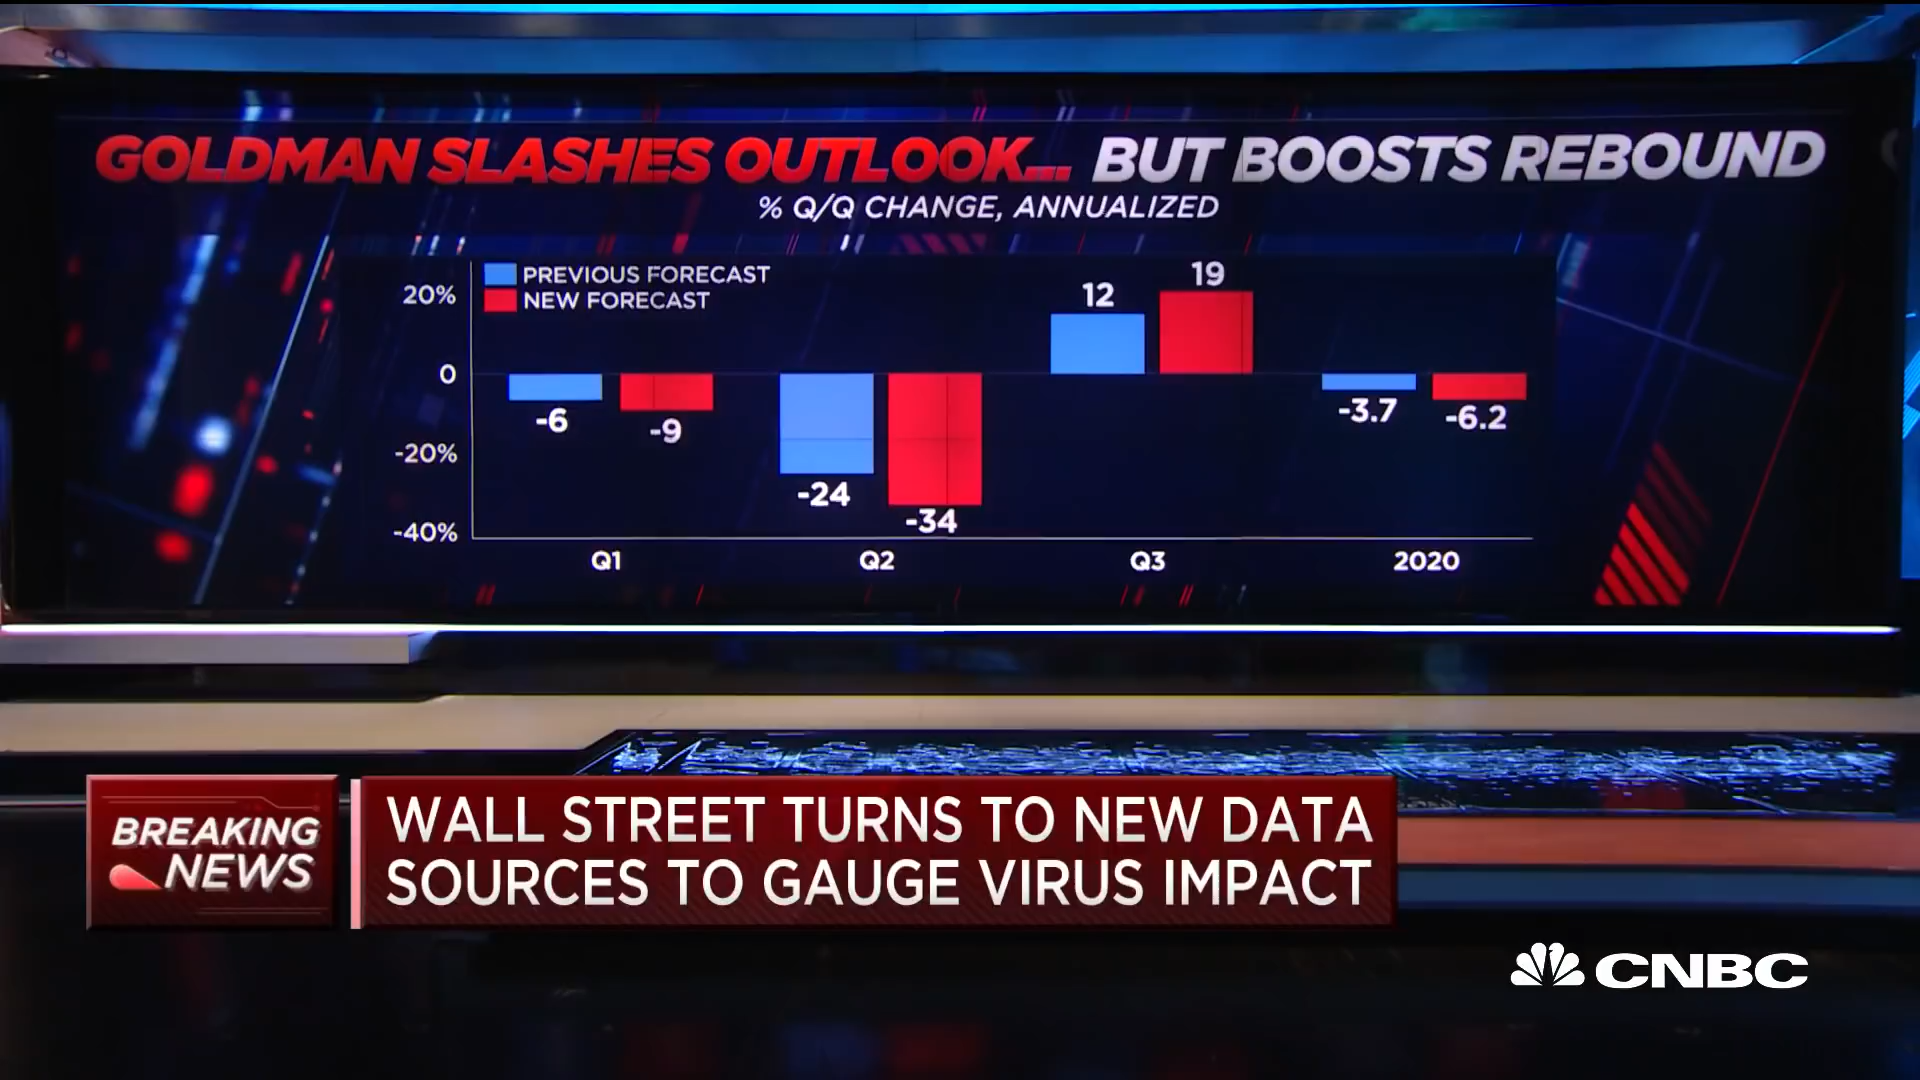 GOLDMAN SLASHES OUTLOOK... BUT BOOSTS REBOUND
% Q/Q CHANGE, ANNUALIZED
PREVIOUS FORECAST
NEW FORECAST
20%
0
-20%
-40%
-6
-9
-24
-34
12
19
-3.7
-6.2
Q1
Q2
Q3
2020
BREAKING
NEWS
WALL STREET TURNS TO NEW DATA
SOURCES TO GAUGE VIRUS IMPACT
CNBC